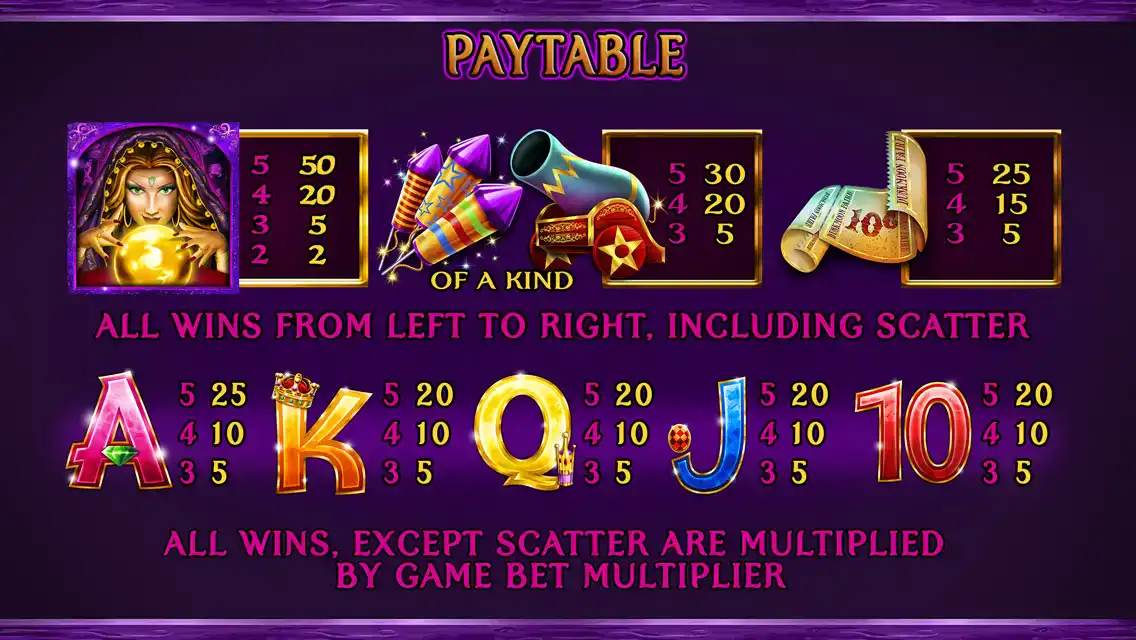 PAYTABLE
5 50
4 20
3 5
2 2
OF A KIND
5 30
4 20
3 5
5 25
4 15
3 5
ALL WINS FROM LEFT TO RIGHT, INCLUDING SCATTER
A
5 25
4 10
3 5
K
5 20
4 10
3 5
Q
5 20
4 10
3 5
J
5 20
4 10
3 5
10
5 20
4 10
3 5
ALL WINS, EXCEPT SCATTER ARE MULTIPLIED
BY GAME BET MULTIPLIER